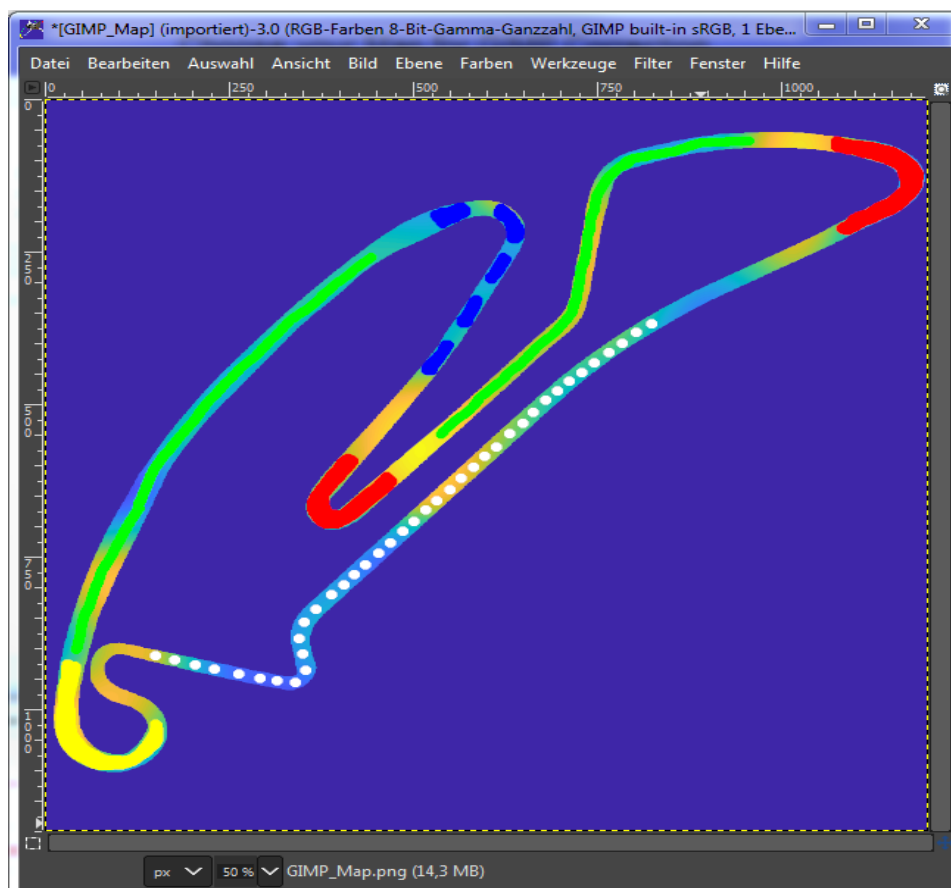 *[GIMP_Map] (importiert)-3.0 (RGB-Farben 8-Bit-Gamma-Ganzzahl, GIMP built-in sRGB, 1 Ebe...
Datei Bearbeiten Auswahl Ansicht Bild Ebene Farben Werkzeuge Filter Fenster Hilfe
0 250 500 750 1000
0
250
500
750
1000
px 50 % GIMP_Map.png (14,3 MB)